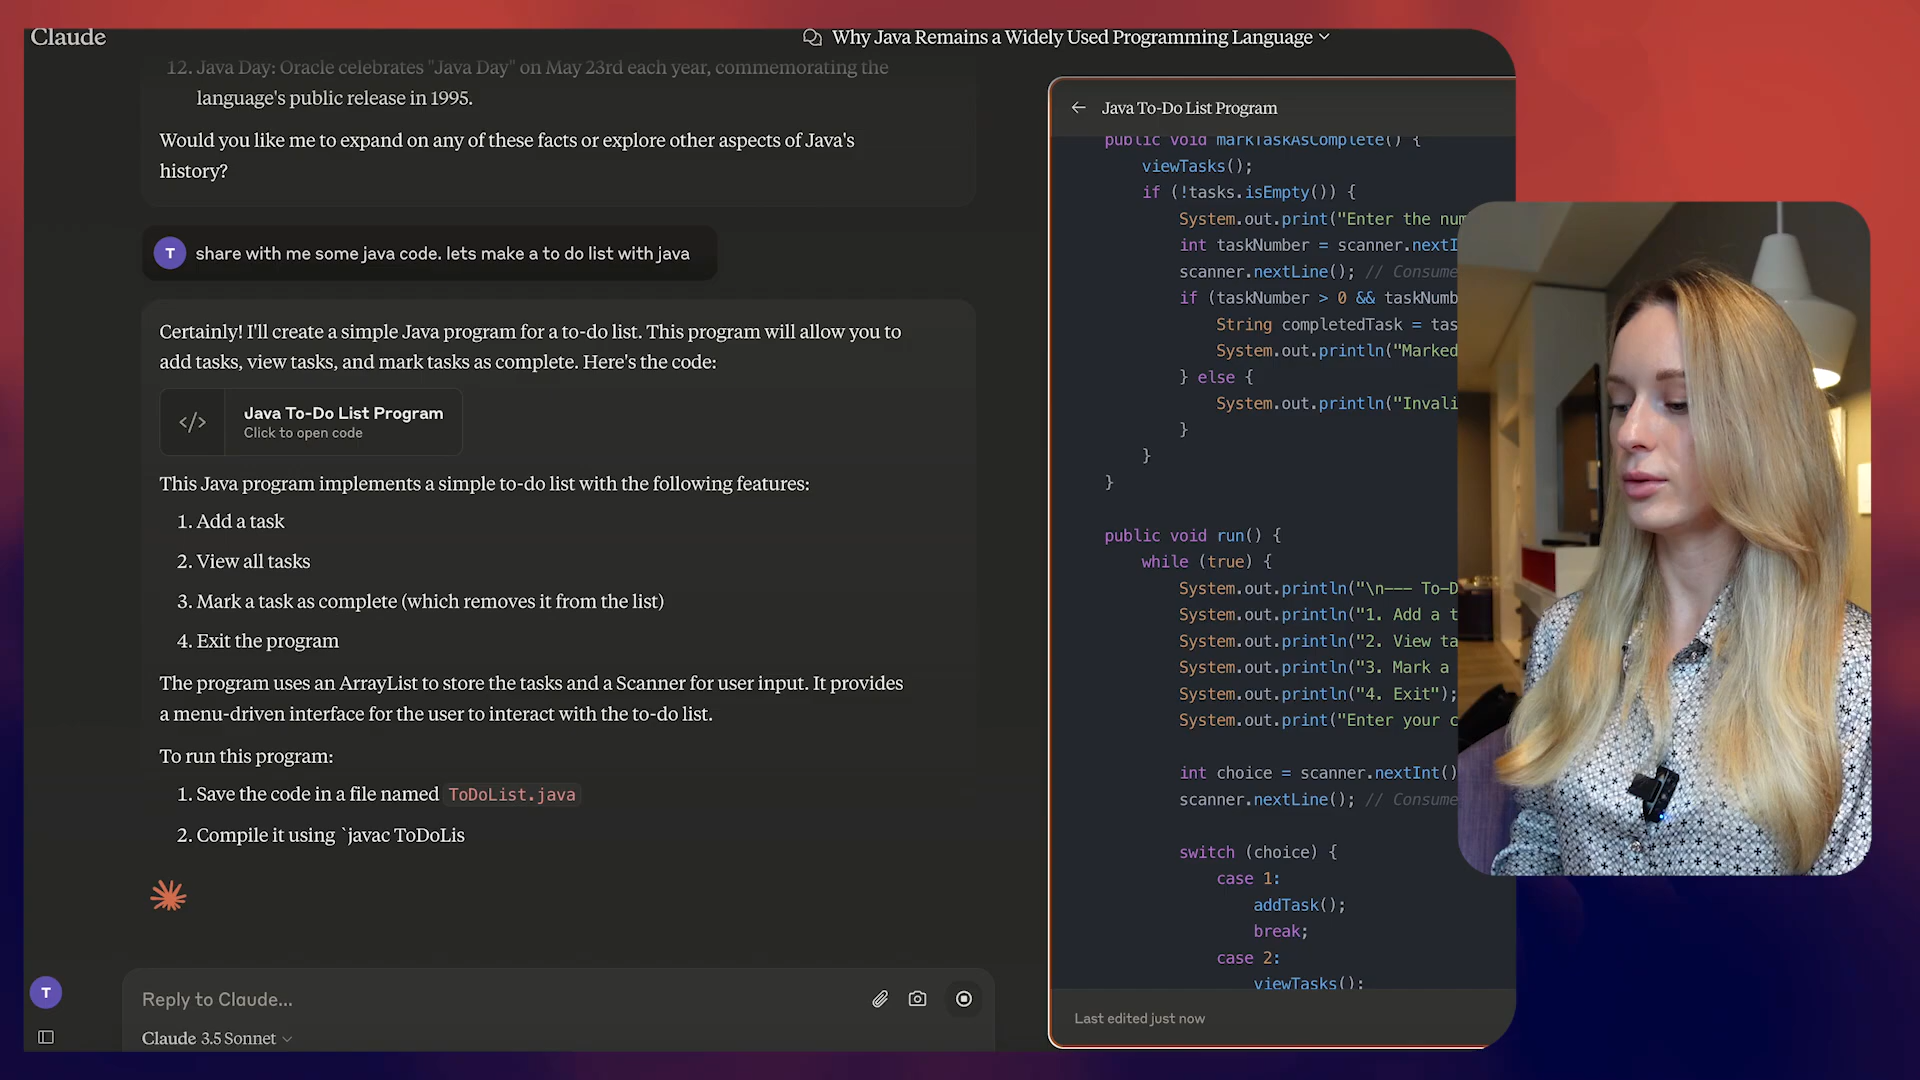 Claude
Why Java Remains a Widely Used Programming Language
12. Java Day: Oracle celebrates "Java Day" on May 23rd each year, commemorating the
language's public release in 1995.
Would you like me to expand on any of these facts or explore other aspects of Java's
history?
T
share with me some java code. lets make a to do list with java
Certainly! I'll create a simple Java program for a to-do list. This program will allow you to
add tasks, view tasks, and mark tasks as complete. Here's the code:
</>
Java To-Do List Program
Click to open code
This Java program implements a simple to-do list with the following features:
1. Add a task
2. View all tasks
3. Mark a task as complete (which removes it from the list)
4. Exit the program
The program uses an ArrayList to store the tasks and a Scanner for user input. It provides
a menu-driven interface for the user to interact with the to-do list.
To run this program:
1. Save the code in a file named ToDoList.java
2. Compile it using `javac ToDoLis
T
Reply to Claude...
Claude 3.5 Sonnet
Java To-Do List Program
public void markTaskAsComplete() {
viewTasks();
if (!tasks.isEmpty()) {
System.out.print("Enter the num
int taskNumber = scanner.nextI
scanner.nextLine(); // Consume
if (taskNumber > 0 && taskNumb
String completedTask = tas
System.out.println("Marked
} else {
System.out.println("Invali
}
}
}
public void run() {
while (true) {
System.out.println("\n--- To-D
System.out.println("1. Add a t
System.out.println("2. View ta
System.out.println("3. Mark a
System.out.println("4. Exit");
System.out.print("Enter your c
int choice = scanner.nextInt()
scanner.nextLine(); // Consume
switch (choice) {
case 1:
addTask();
break;
case 2:
viewTasks();
Last edited just now